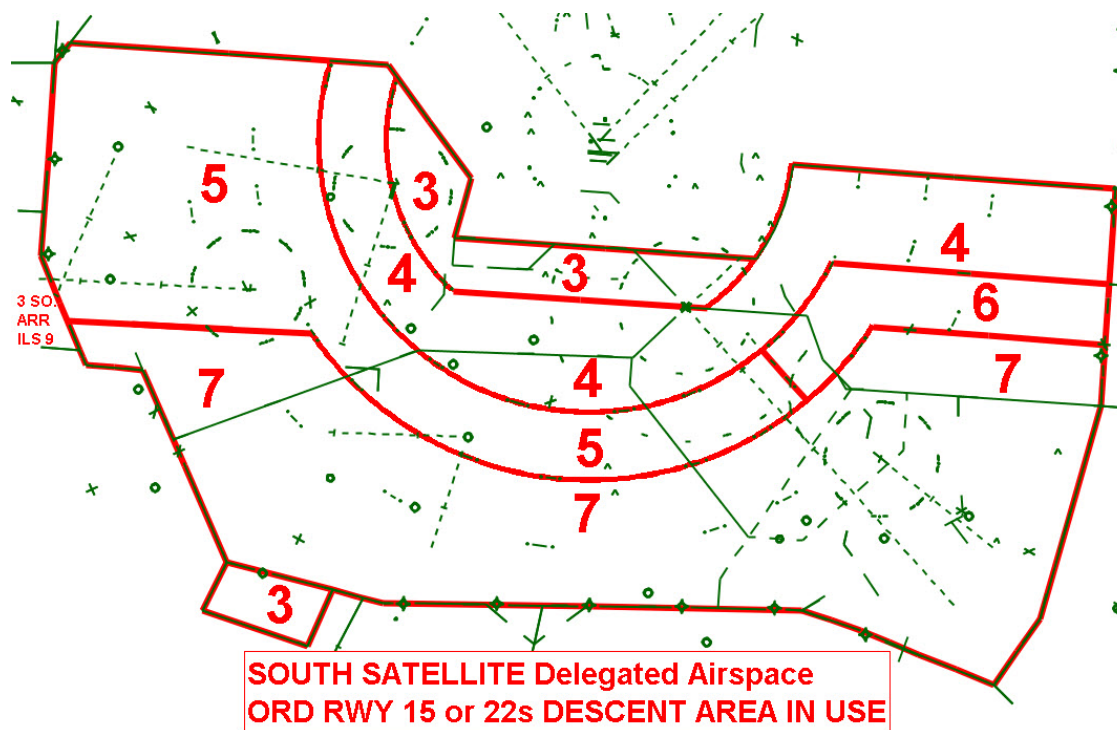 5
3
4
3
4
6
3 SO.
ARR
ILS 9
7
4
7
5
7
3
SOUTH SATELLITE Delegated Airspace
ORD RWY 15 or 22s DESCENT AREA IN USE